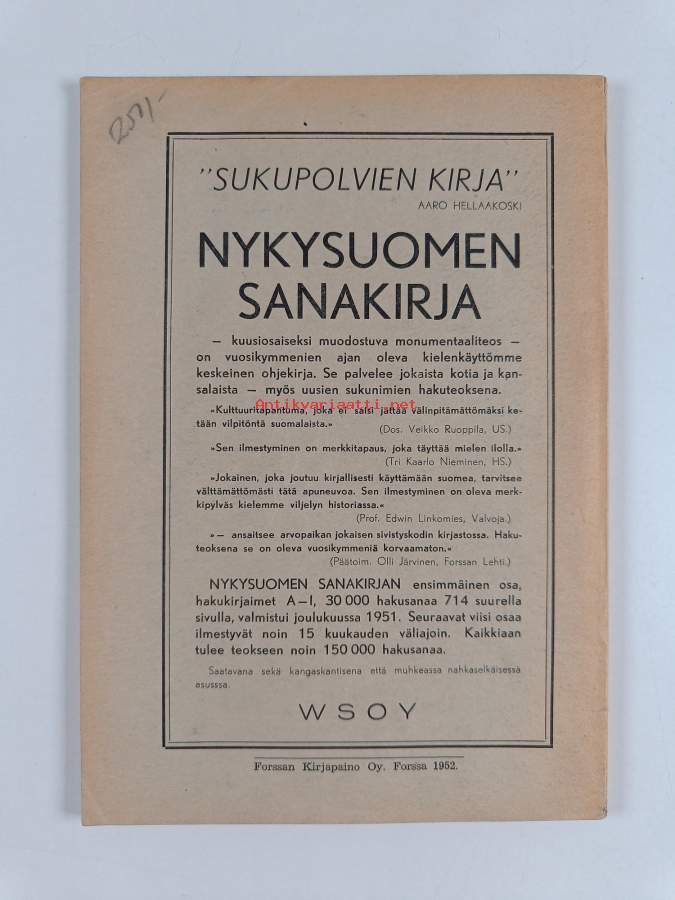 250/-
"SUKUPOLVIEN KIRJA"
AARO HELLAAKOSKI
NYKYSUOMEN
SANAKIRJA
— kuusiosaiseksi muodostuva monumentaaliteos —
on vuosikymmenien ajan oleva kielenkäyttömme
keskeinen ohjekirja. Se palvelee jokaista kotia ja kan-
salaista — myös uusien sukunimien hakuteoksena.
Antikvariaatti.net
»Kulttuuritapahtuma, joka ei saisi jättää välinpitämättömäksi ke-
tään vilpitöntä suomalaista.»
(Dos. Veikko Ruoppila, US.)
»Sen ilmestyminen on merkkitapaus, joka täyttää mielen ilolla.»
(Tri Kaarlo Nieminen, HS.)
»Jokainen, joka joutuu kirjallisesti käyttämään suomea, tarvitsee
välttämättömästi tätä apuneuvoa. Sen ilmestyminen on oleva merk-
kipylväs kielemme viljelyn historiassa.»
(Prof. Edwin Linkomies, Valvoja.)
»— ansaitsee arvopaikan jokaisen sivistyskodin kirjastossa. Haku-
teoksena se on oleva vuosikymmeniä korvaamaton.»
(Päätoim. Olli Järvinen, Forssan Lehti.)
NYKYSUOMEN SANAKIRJAN ensimmäinen osa,
hakukirjaimet A—I, 30 000 hakusanaa 714 suurella
sivulla, valmistui joulukuussa 1951. Seuraavat viisi osaa
ilmestyvät noin 15 kuukauden väliajoin. Kaikkiaan
tulee teokseen noin 150 000 hakusanaa.
Saatavana sekä kangaskantisena että muhkeassa nahkaselkäisessä
asusssa.
WSOY
Forssan Kirjapaino Oy. Forssa 1952.